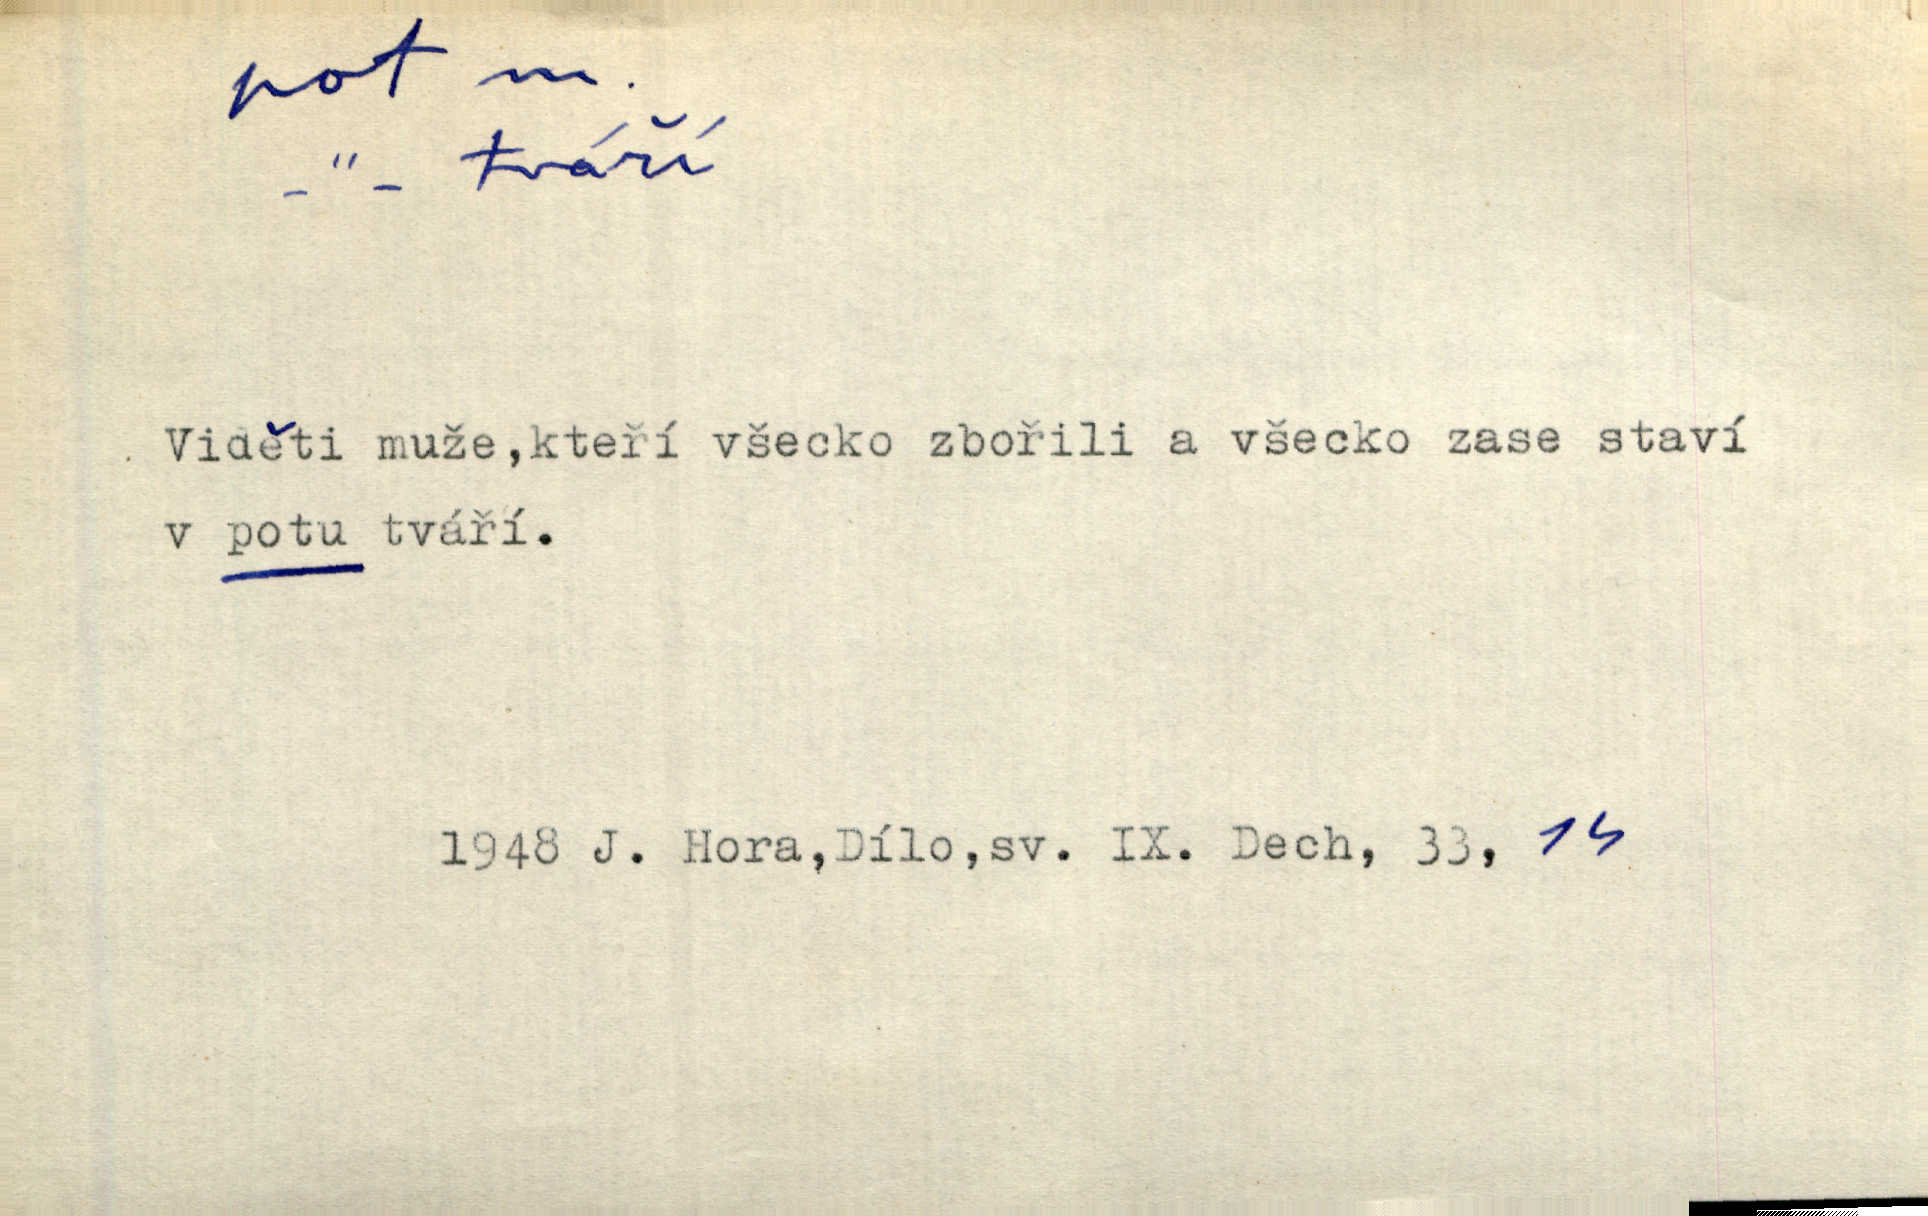 pot m.
-"- tváří
Viděti muže,kteří všecko zbořili a všecko zase staví
v potu tváří.
1948 J. Hora,Dílo,sv. IX. Dech, 33,